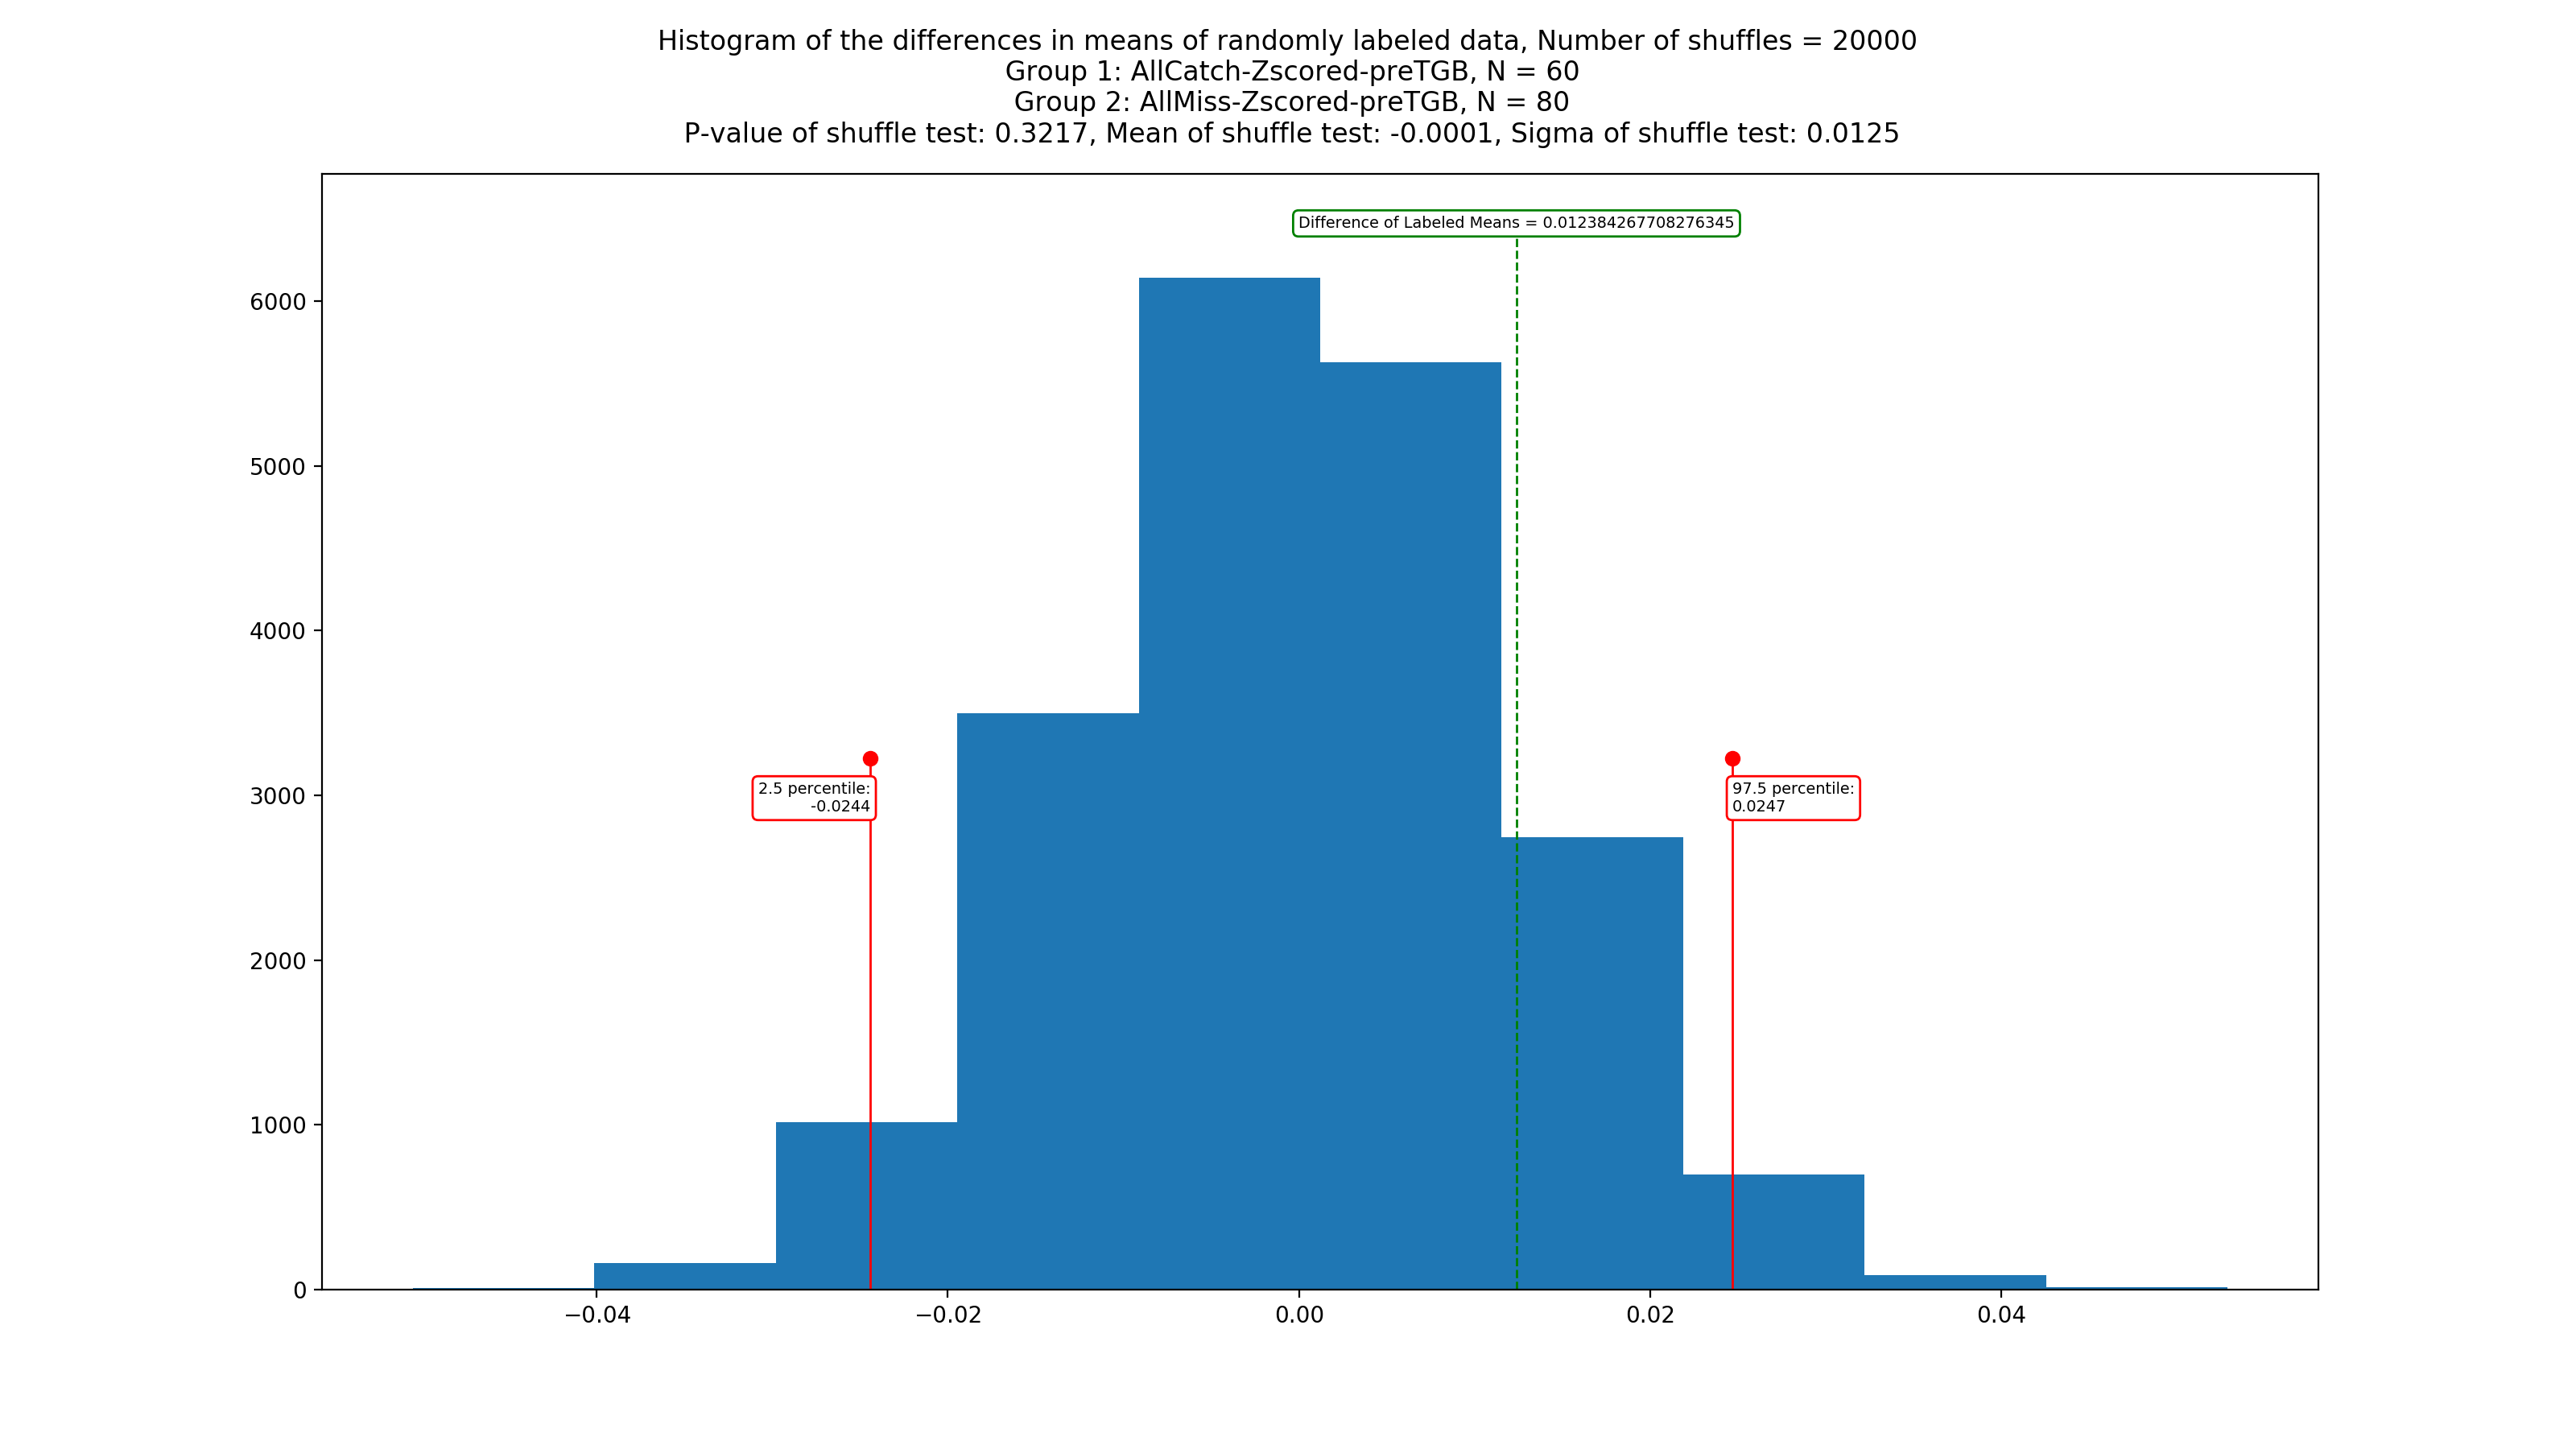 Histogram of the differences in means of randomly labeled data, Number of shuffles = 20000
Group 1: AllCatch-Zscored-preTGB, N = 60
Group 2: AllMiss-Zscored-preTGB, N = 80
P-value of shuffle test: 0.3217, Mean of shuffle test: -0.0001, Sigma of shuffle test: 0.0125
Difference of Labeled Means = 0.012384267708276345
6000
5000
4000
3000
2000
1000
0
2.5 percentile:
-0.0244
97.5 percentile:
0.0247
−0.04
−0.02
0.00
0.02
0.04